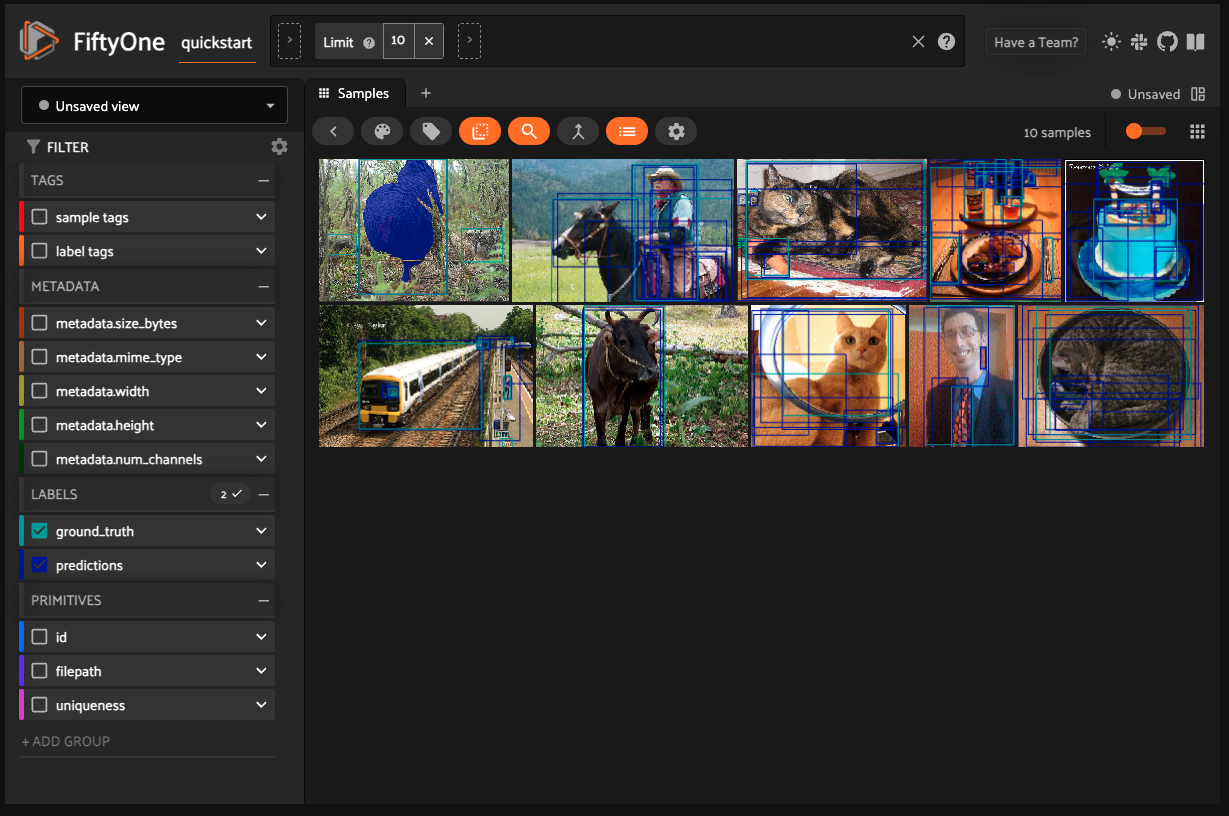 FiftyOne
quickstart
Limit 10
Have a Team?
Unsaved view
Samples
Unsaved
FILTER
10 samples
TAGS
sample tags
label tags
METADATA
metadata.size_bytes
metadata.mime_type
metadata.width
metadata.height
metadata.num_channels
LABELS 2
ground_truth
predictions
PRIMITIVES
id
filepath
uniqueness
+ ADD GROUP